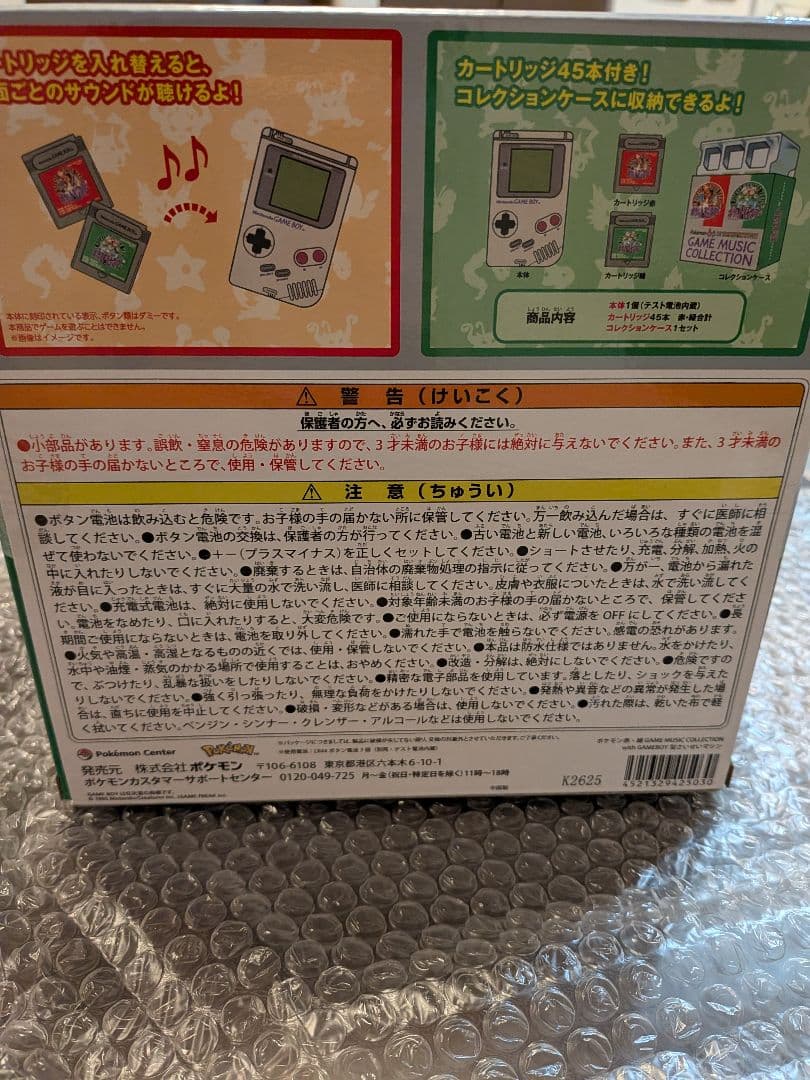 トリッジを入れ替えると、
面ごとのサウンドが聴けるよ!
Nintendo GAME BOY
本体に刻印されている表示、ボタン類はダミーです。
本商品でゲームを遊ぶことはできません。
※画像はイメージです。
カートリッジ45本付き!
コレクションケースに収納できるよ!
Nintendo GAME BOY
本体
カートリッジ赤
カートリッジ緑
GAME MUSIC
COLLECTION
コレクションケース
商品内容
本体1個(テスト電池内蔵)
カートリッジ45本 赤・緑合計
コレクションケース1セット
⚠ 警告(けいこく)
保護者の方へ、必ずお読みください。
●小部品があります。誤飲・窒息の危険がありますので、3才未満のお子様には絶対に与えないでください。また、3才未満の
お子様の手の届かないところで、使用・保管してください。
⚠ 注意(ちゅうい)
●ボタン電池は飲み込むと危険です。お子様の手の届かない所に保管してください。万一飲み込んだ場合は、すぐに医師に相
談してください。●ボタン電池の交換は、保護者の方が行ってください。●古い電池と新しい電池、いろいろな種類の電池を混
ぜて使わないでください。●+-(プラスマイナス)を正しくセットしてください。●ショートさせたり、充電、分解、加熱、火の
中に入れたりしないでください。●廃棄するときは、自治体の廃棄物処理の指示に従ってください。●万が一、電池から漏れた
液が目に入ったときは、すぐに大量の水で洗い流し、医師に相談してください。皮膚や衣服についたときは、水で洗い流してく
ださい。●充電式電池は、絶対に使用しないでください。●対象年齢未満のお子様の手の届かないところで、保管してくださ
い。電池をなめたり、口に入れたりすると、大変危険です。●ご使用にならないときは、必ず電源をOFFにしてください。●長
期間ご使用にならないときは、電池を取り外してください。●濡れた手で電池を触らないでください。感電の恐れがあります。
●火気や高温・高湿となるものの近くでは、使用・保管しないでください。●本品は防水仕様ではありません。水をかけたり、
水中や油煙・蒸気のかかる場所で使用することは、おやめください。●改造・分解は、絶対にしないでください。●危険ですの
で、ぶつけたり、乱暴な扱いをしたりしないでください。●精密な電子部品を使用しています。落としたり、ショックを与えた
りしないでください。●強く引っ張ったり、無理な負荷をかけたりしないでください。●発熱や異音などの異常が発生した場
合は、直ちに使用を中止してください。●破損・変形などがある場合は、使用しないでください。●汚れた際は、乾いた布で軽
く拭いてください。ベンジン・シンナー・クレンザー・アルコールなどは使用しないでください。
Pokémon Center POKÉMON
ポケモン赤・緑 GAME MUSIC COLLECTION
with GAMEBOY型さいせいマシン
発売元 株式会社ポケモン 〒106-6108 東京都港区六本木6-10-1
ポケモンカスタマーサポートセンター 0120-049-725 月〜金(祝日・特定日を除く)11時〜18時
中国製
K2625
4521329423030